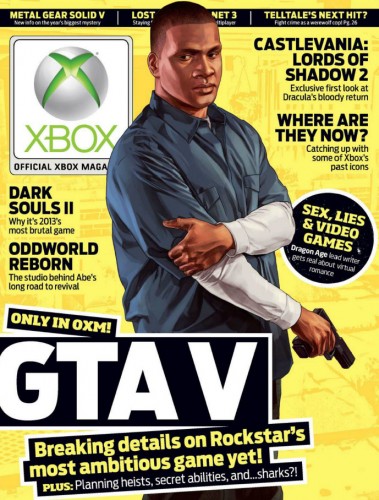 METAL GEAR SOLID V
New info on the year's biggest mystery
LOST
NET 3
Staying
ltiplayer
TELLTALE'S NEXT HIT?
Fight crime as a werewolf cop! Pg. 26
XBOX
OFFICIAL XBOX MAGA
CASTLEVANIA:
LORDS OF
SHADOW 2
Exclusive first look at
Dracula's bloody return
WHERE ARE
THEY NOW?
Catching up with
some of Xbox's
past icons
DARK
SOULS II
Why it's 2013's
most brutal game
ODDWORLD
REBORN
The studio behind Abe's
long road to revival
SEX, LIES
& VIDEO
GAMES
Dragon Age lead writer
gets real about virtual
romance
ONLY IN OXM!
GTA V
Breaking details on Rockstar's
most ambitious game yet!
PLUS: Planning heists, secret abilities, and...sharks?!